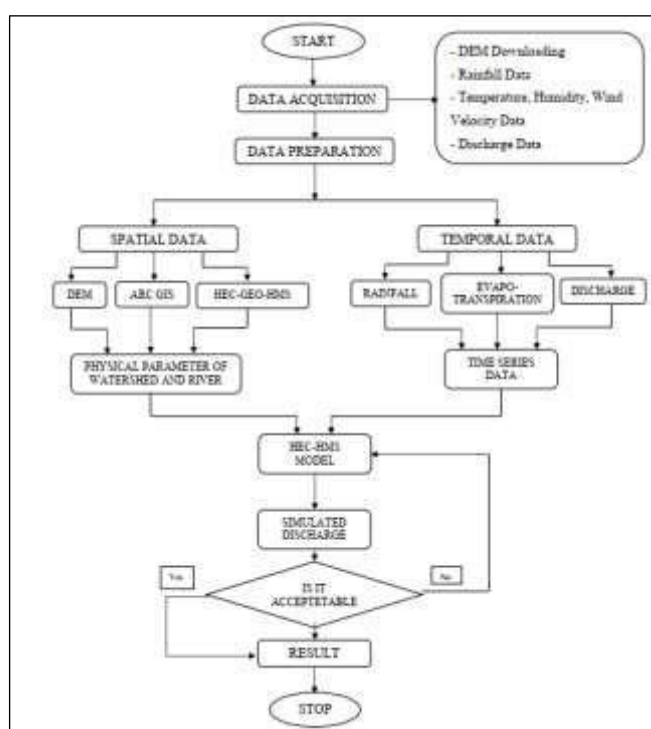 START
DATA ACQUISITION
- DEM Downloading
- Rainfall Data
- Temperature, Humidity, Wind
Velocity Data
- Discharge Data
DATA PREPARATION
SPATIAL DATA
TEMPORAL DATA
DEM
ARC GIS
HEC-GEO-HMS
RAINFALL
EVAPO-
TRANSPIRATION
DISCHARGE
PHYSICAL PARAMETER OF
WATERSHED AND RIVER
TIME SERIES
DATA
HEC-HMS
MODEL
SIMULATED
DISCHARGE
Yes
No
IS IT
ACCEPTETABLE
RESULT
STOP